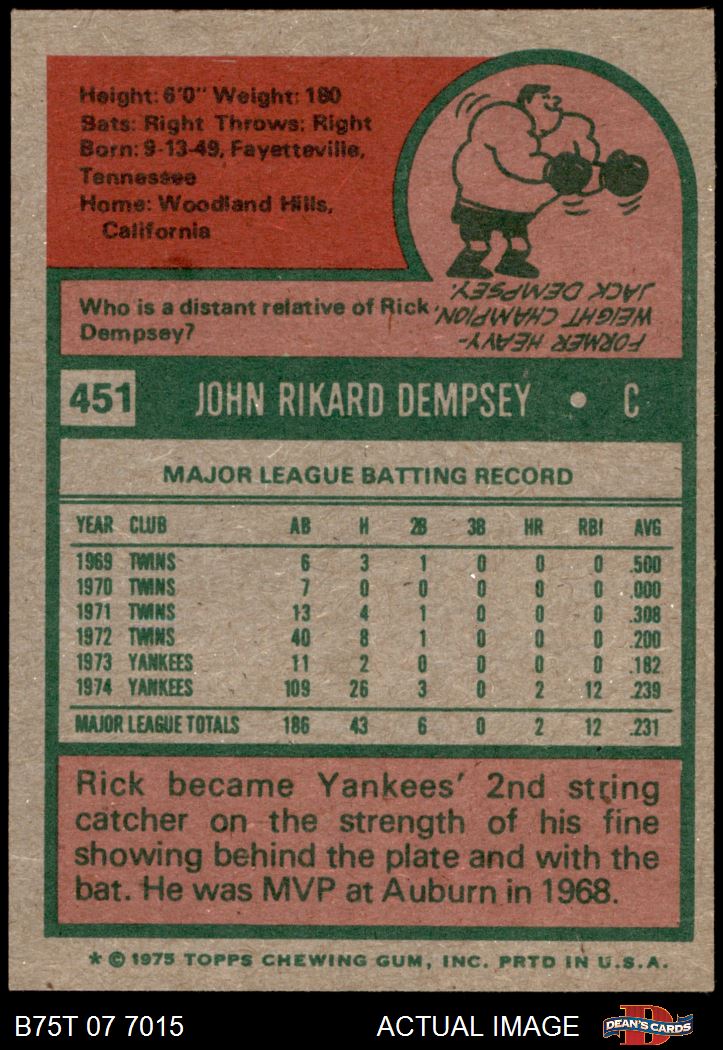 Height: 6'0" Weight: 180
Bats: Right Throws: Right
Born: 9-13-49, Fayetteville,
Tennessee
Home: Woodland Hills,
California
Who is a distant relative of Rick
Dempsey?
FORMER HEAVY-
WEIGHT CHAMPION,
JACK DEMPSEY.
451 JOHN RIKARD DEMPSEY • C
MAJOR LEAGUE BATTING RECORD
YEAR CLUB AB H 2B 3B HR RBI AVG
1969 TWINS 6 3 1 0 0 0 .500
1970 TWINS 7 0 0 0 0 0 .000
1971 TWINS 13 4 1 0 0 0 .308
1972 TWINS 40 8 1 0 0 0 .200
1973 YANKEES 11 2 0 0 0 0 .182
1974 YANKEES 109 26 3 0 2 12 .239
MAJOR LEAGUE TOTALS 186 43 6 0 2 12 .231
Rick became Yankees' 2nd string
catcher on the strength of his fine
showing behind the plate and with the
bat. He was MVP at Auburn in 1968.
* © 1975 TOPPS CHEWING GUM, INC. PRTD IN U.S.A.
B75T 07 7015 ACTUAL IMAGE D DEAN'S CARDS